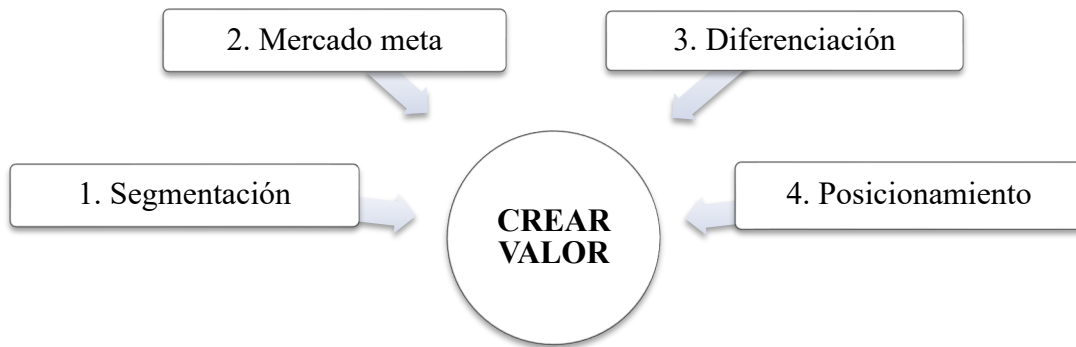 2. Mercado meta
3. Diferenciación
1. Segmentación
4. Posicionamiento
CREAR
VALOR